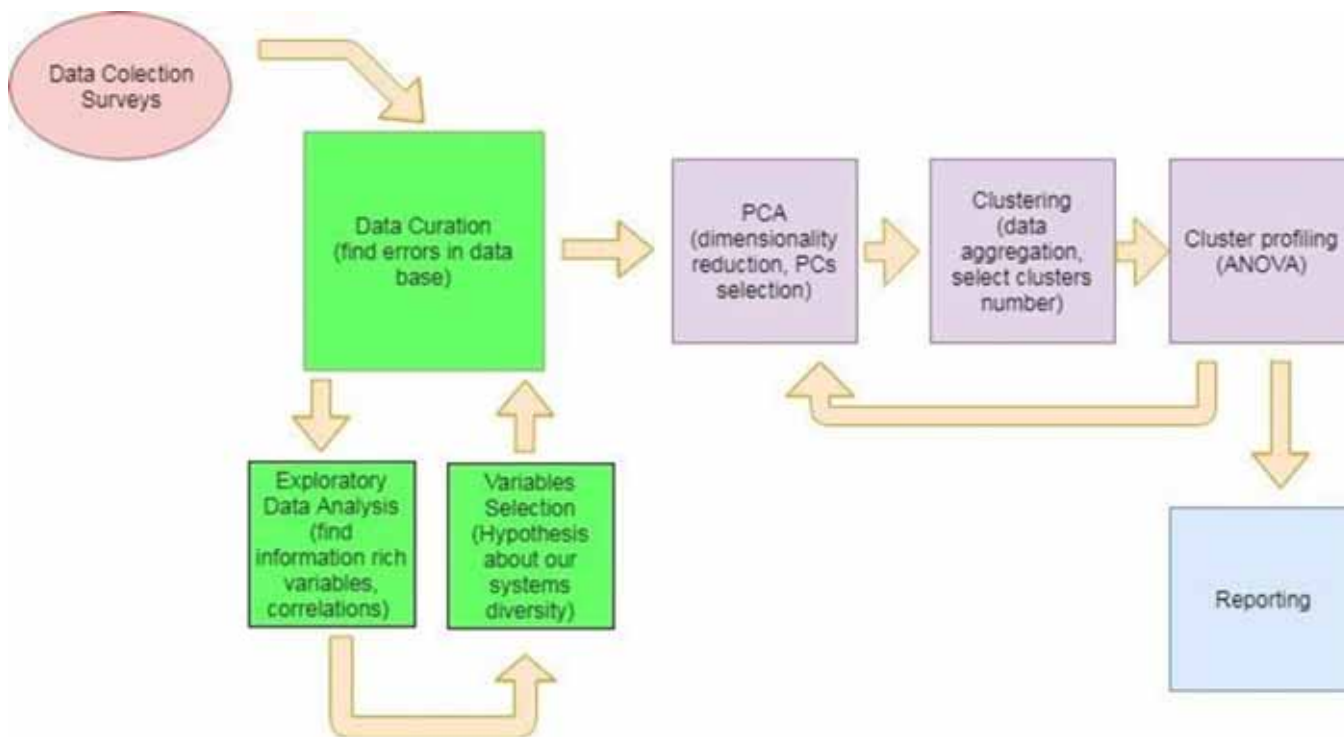 Data Colection
Surveys
Data Curation
(find errors in data
base)
PCA
(dimensionality
reduction, PCs
selection)
Clustering
(data
aggregation,
select clusters
number)
Cluster profiling
(ANOVA)
Exploratory
Data Analysis
(find
information rich
variables,
correlations)
Variables
Selection
(Hypothesis
about our
systems
diversity)
Reporting